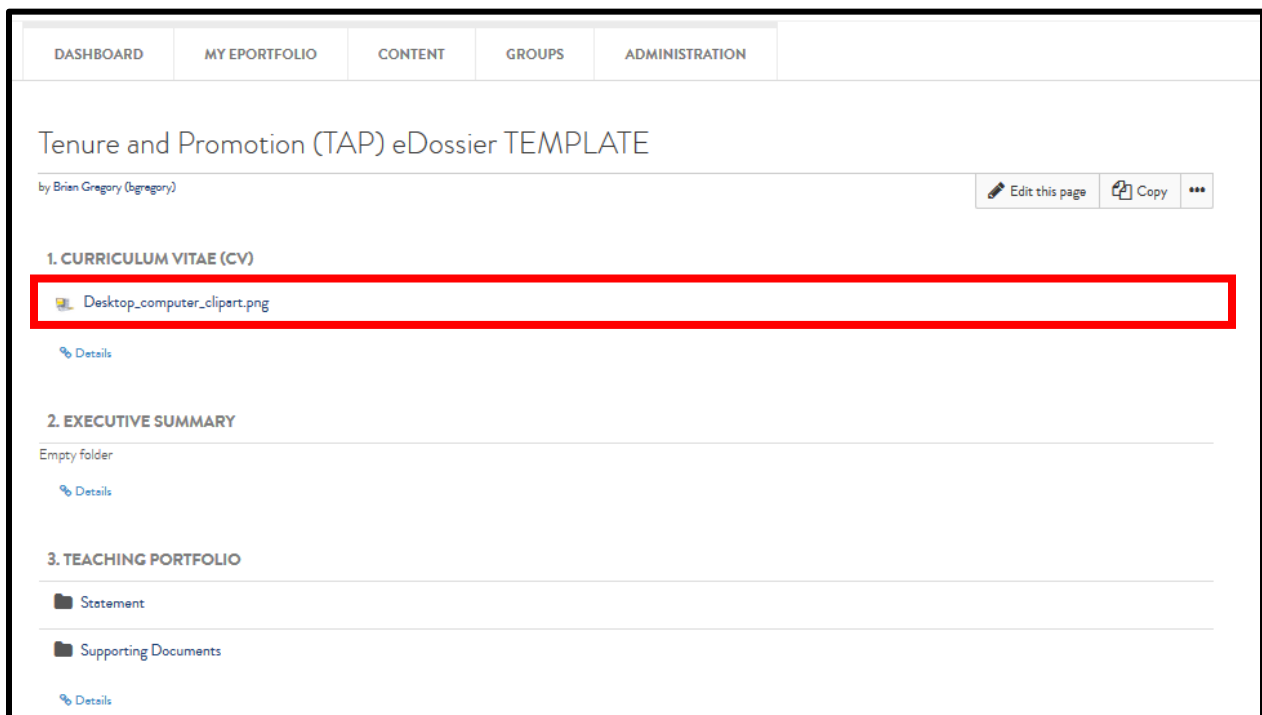 DASHBOARD MY EPORTFOLIO CONTENT GROUPS ADMINISTRATION
Tenure and Promotion (TAP) eDossier TEMPLATE
by Brian Gregory (bgregory)
Edit this page Copy •••
1. CURRICULUM VITAE (CV)
Desktop_computer_clipart.png
Details
2. EXECUTIVE SUMMARY
Empty folder
Details
3. TEACHING PORTFOLIO
Statement
Supporting Documents
Details